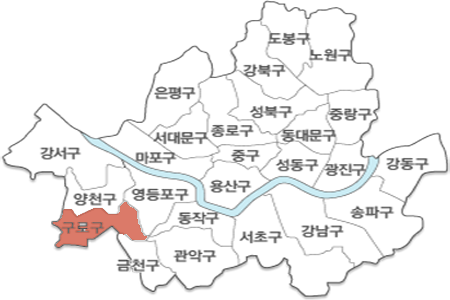 도봉구
노원구
강북구
은평구
성북구
중랑구
서대문구
종로구
동대문구
강서구
마포구
중구
성동구
광진구
강동구
양천구
영등포구
용산구
송파구
구로구
동작구
서초구
강남구
금천구
관악구